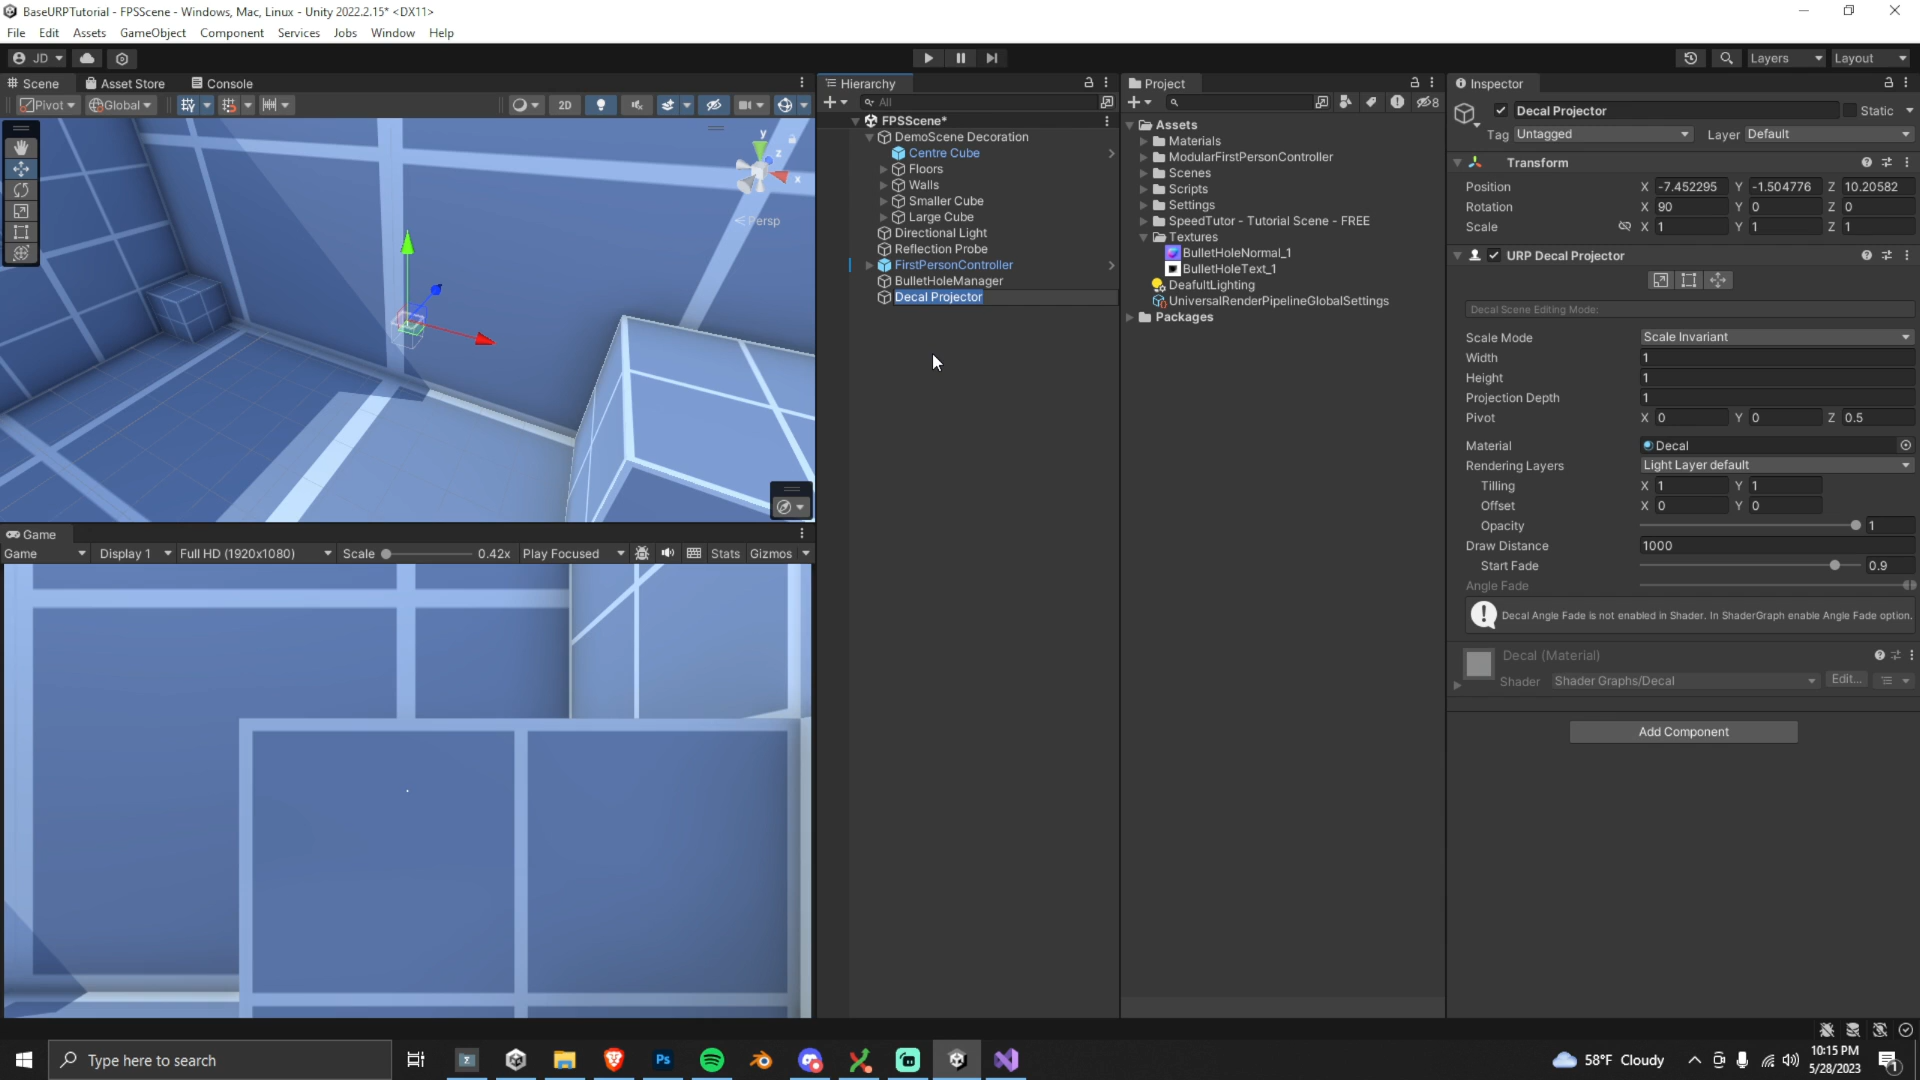 BaseURPTutorial - FPSScene - Windows, Mac, Linux - Unity 2022.2.15* <DX11>
File Edit Assets GameObject Component Services Jobs Window Help
JD Layers Layout
Scene Asset Store Console
Pivot Global 2D
y
z
x
Persp
Hierarchy
All
FPSScene*
DemoScene Decoration
Centre Cube
Floors
Walls
Smaller Cube
Large Cube
Directional Light
Reflection Probe
FirstPersonController
BulletHoleManager
Decal Projector
Project
8
Assets
Materials
ModularFirstPersonController
Scenes
Scripts
Settings
SpeedTutor - Tutorial Scene - FREE
Textures
BulletHoleNormal_1
BulletHoleText_1
DeafultLighting
UniversalRenderPipelineGlobalSettings
Packages
Inspector
Decal Projector Static
Tag Untagged Layer Default
Transform
Position X -7.452295 Y -1.504776 Z 10.20582
Rotation X 90 Y 0 Z 0
Scale X 1 Y 1 Z 1
URP Decal Projector
Decal Scene Editing Mode:
Scale Mode Scale Invariant
Width 1
Height 1
Projection Depth 1
Pivot X 0 Y 0 Z 0.5
Material Decal
Rendering Layers Light Layer default
Tilling X 1 Y 1
Offset X 0 Y 0
Opacity 1
Draw Distance 1000
Start Fade 0.9
Angle Fade
Decal Angle Fade is not enabled in Shader. In ShaderGraph enable Angle Fade option.
Decal (Material)
Shader Shader Graphs/Decal Edit...
Add Component
Game
Game Display 1 Full HD (1920x1080) Scale 0.42x Play Focused Stats Gizmos
Type here to search
Ps
58°F Cloudy
10:15 PM
5/28/2023
1